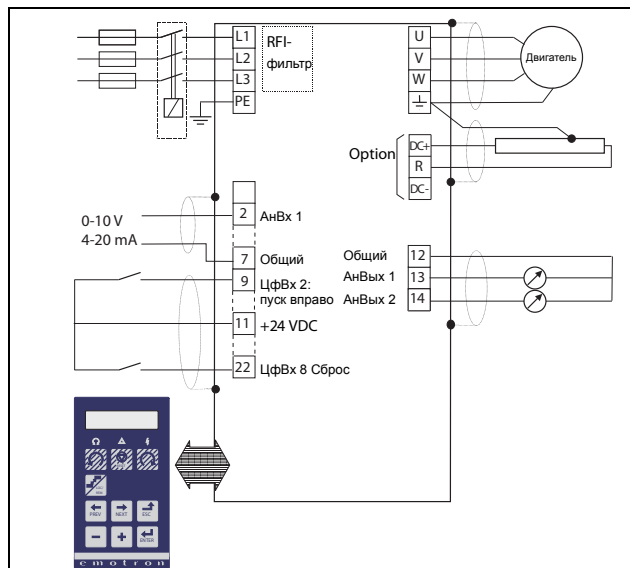 L1
L2
L3
PE
RFI-
фильтр
U
V
W
Двигатель
Option
DC+
R
DC-
0-10 V
4-20 mA
2
АнВх 1
7
Общий
9
ЦфВх 2:
пуск вправо
11
+24 VDC
22
ЦфВх 8 Сброс
Общий
12
АнВых 1
13
АнВых 2
14
PREV
NEXT
ESC
ENTER
emotron